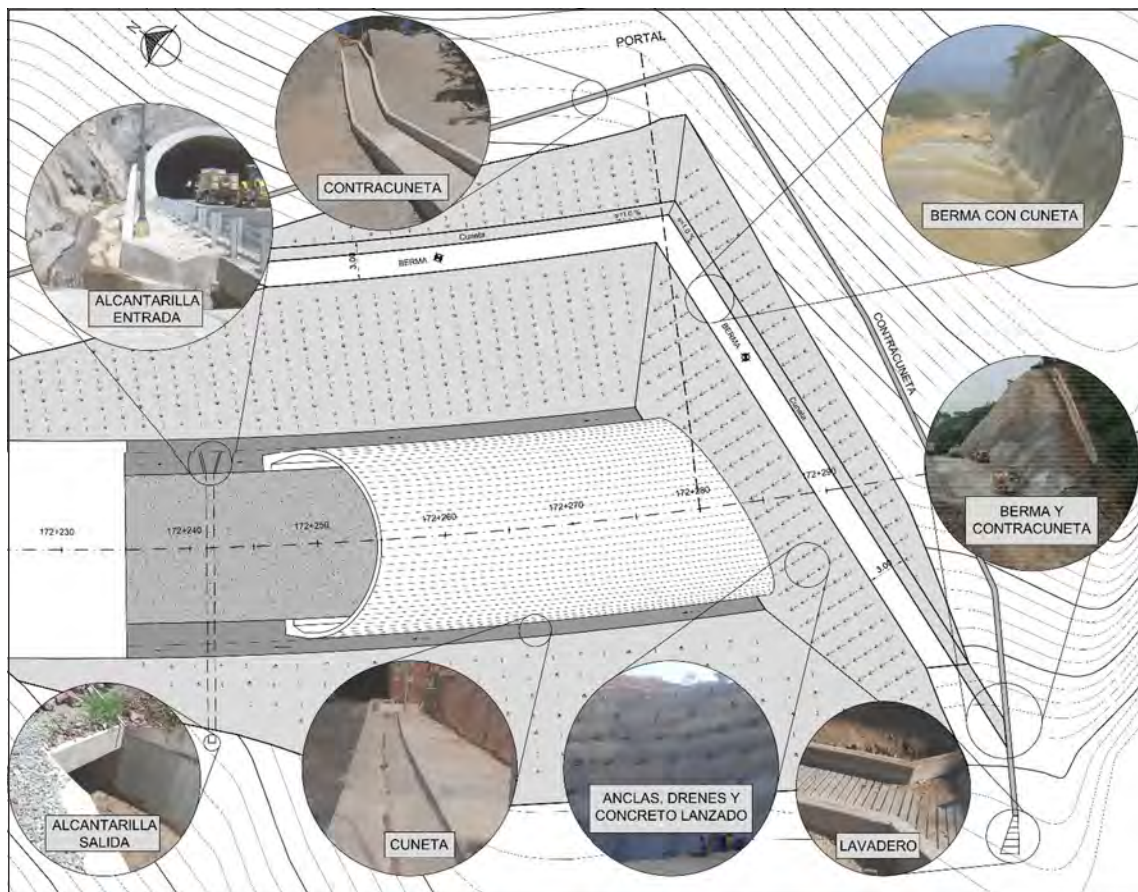 N
PORTAL
CONTRACUNETA
BERMA CON CUNETA
ALCANTARILLA
ENTRADA
Cuneta
BERMA
3.00
BERMA
Cuneta
CONTRACUNETA
BERMA Y
CONTRACUNETA
172+230
172+240
172+250
172+260
172+270
172+280
172+290
3.00
ALCANTARILLA
SALIDA
CUNETA
ANCLAS, DRENES Y
CONCRETO LANZADO
LAVADERO